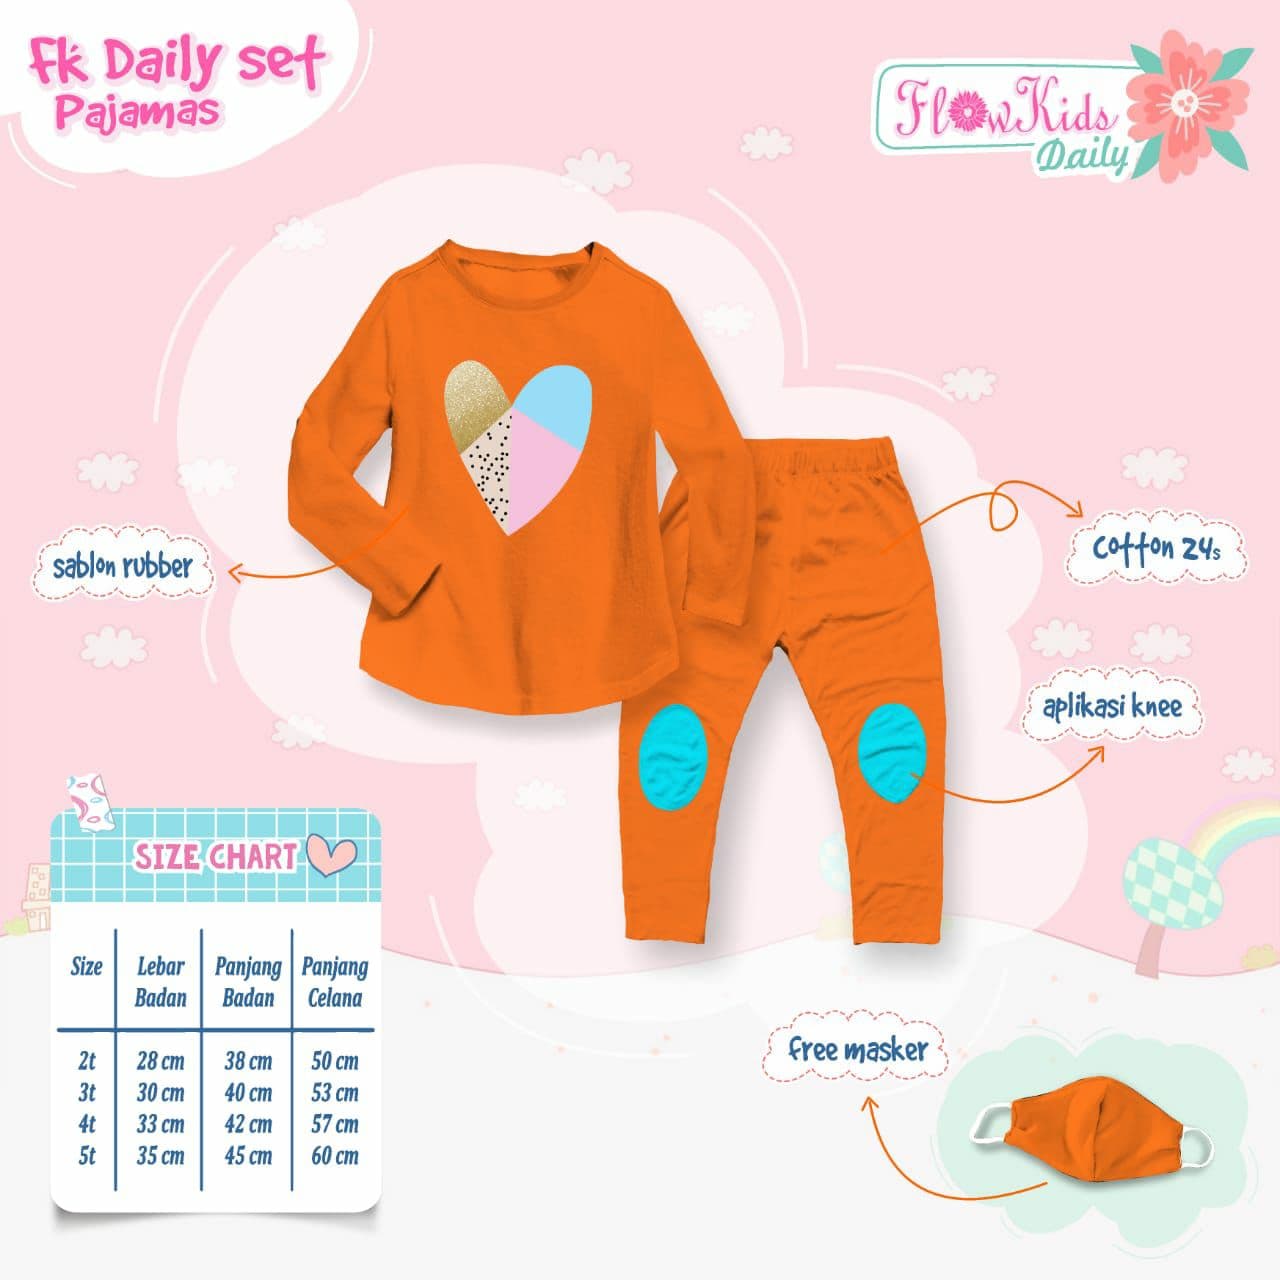 Fk Daily set
Pajamas
FlowKids
Daily
sablon rubber
cotton 24s
aplikasi knee
SIZE CHART
Size Lebar Badan Panjang Badan Panjang Celana
2t 28 cm 38 cm 50 cm
3t 30 cm 40 cm 53 cm
4t 33 cm 42 cm 57 cm
5t 35 cm 45 cm 60 cm
free masker